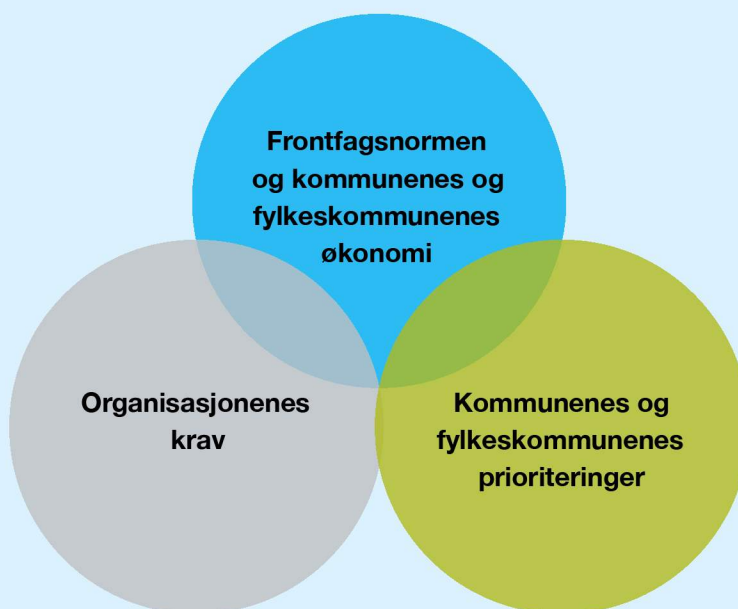 Frontfagsnormen
og kommunenes og
fylkeskommunenes
økonomi
Organisasjonenes
krav
Kommunenes og
fylkeskommunenes
prioriteringer